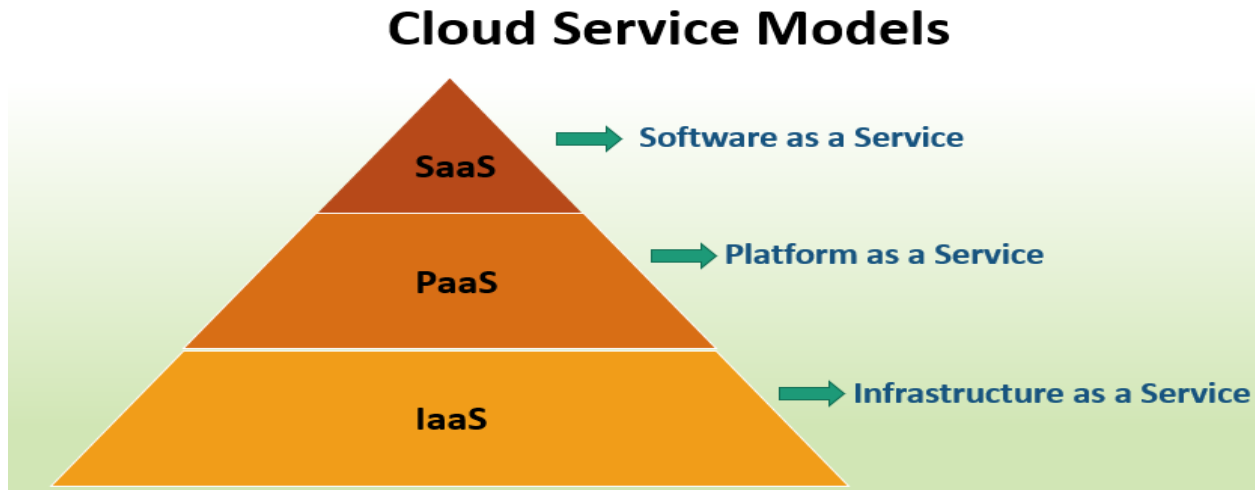 Cloud Service Models
SaaS
Software as a Service
PaaS
Platform as a Service
IaaS
Infrastructure as a Service